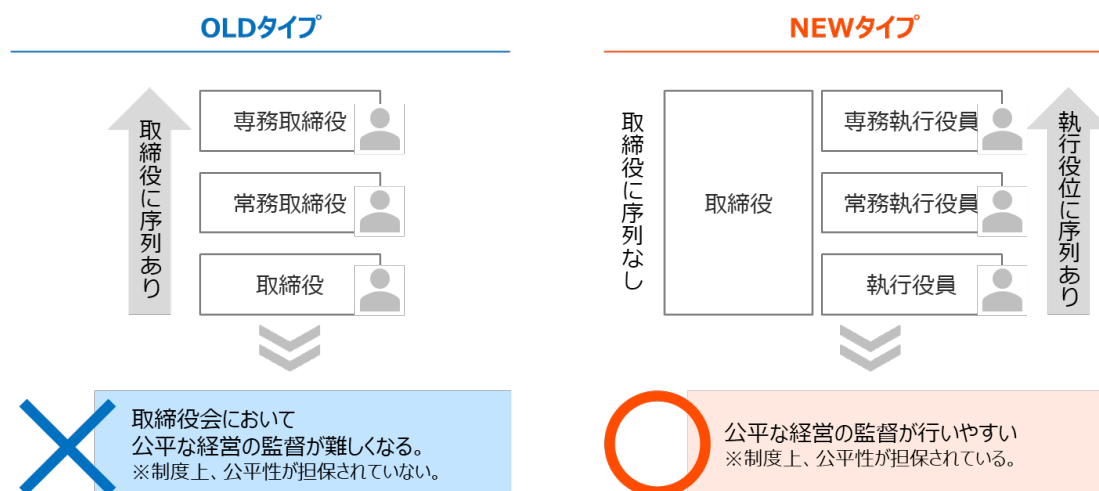 OLDタイプ
取締役に序列あり
専務取締役
常務取締役
取締役
取締役会において
公平な経営の監督が難しくなる。
※制度上、公平性が担保されていない。
NEWタイプ
取締役に序列なし
取締役
専務執行役員
常務執行役員
執行役員
執行役位に序列あり
公平な経営の監督が行いやすい
※制度上、公平性が担保されている。